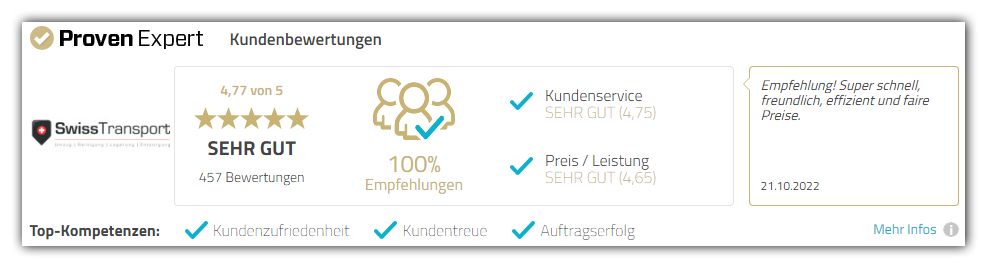 Proven Expert Kundenbewertungen
SwissTransport
Umzug | Reinigung | Lagerung | Entsorgung
4,77 von 5
SEHR GUT
457 Bewertungen
100%
Empfehlungen
Kundenservice
SEHR GUT (4,75)
Preis / Leistung
SEHR GUT (4,65)
Empfehlung! Super schnell,
freundlich, effizient und faire
Preise.
21.10.2022
Top-Kompetenzen: Kundenzufriedenheit Kundentreue Auftragserfolg
Mehr Infos i